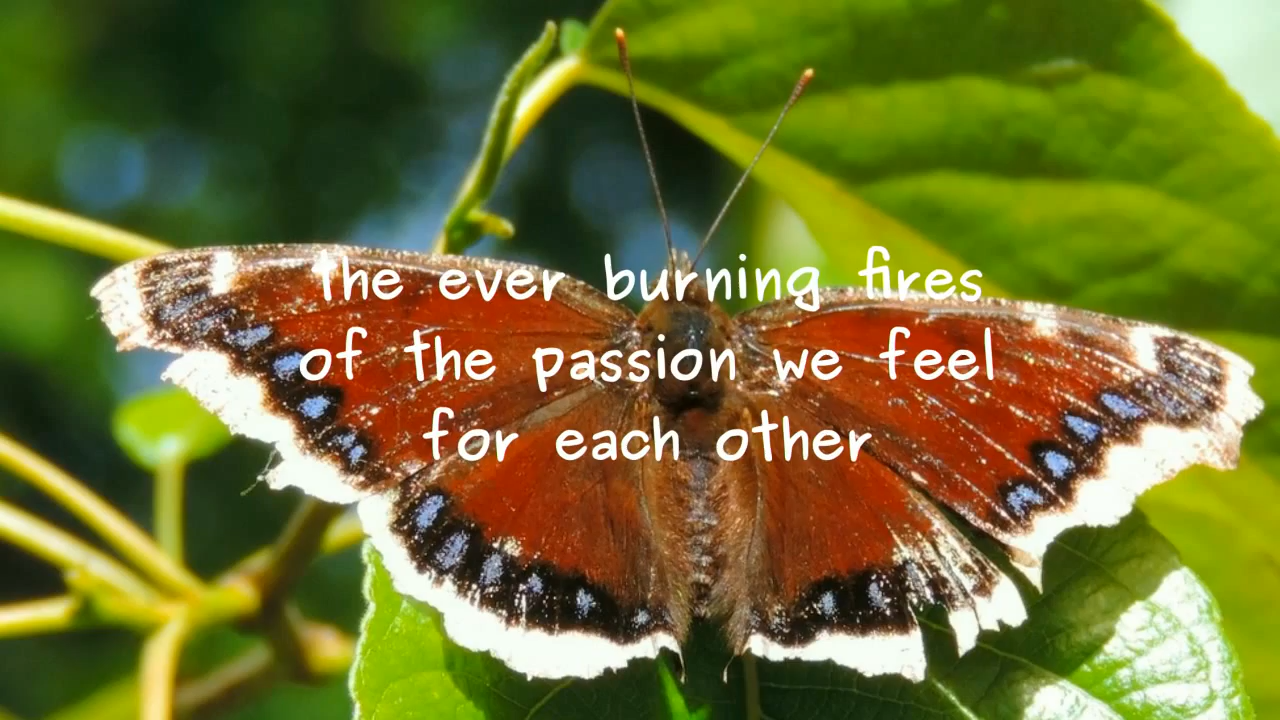 the ever burning fires
of the passion we feel
for each other